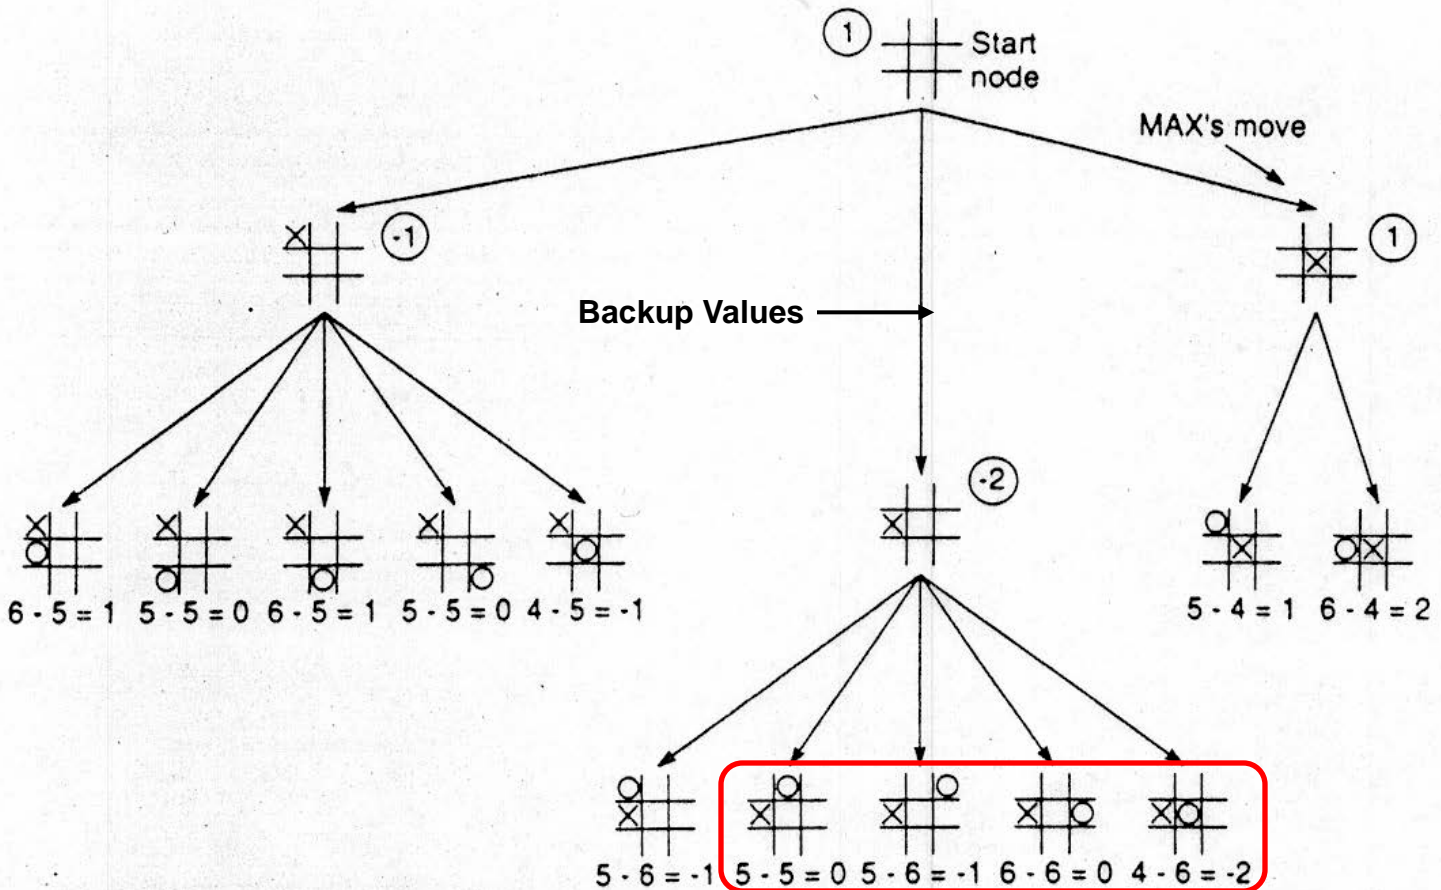 1
Start
node
MAX's move
-1
1
Backup Values
-2
6 - 5 = 1
5 - 5 = 0
6 - 5 = 1
5 - 5 = 0
4 - 5 = -1
5 - 4 = 1
6 - 4 = 2
5 - 6 = -1
5 - 5 = 0
5 - 6 = -1
6 - 6 = 0
4 - 6 = -2